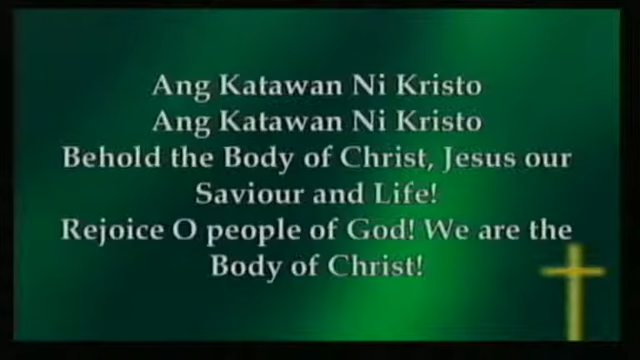 Ang Katawan Ni Kristo
Ang Katawan Ni Kristo
Behold the Body of Christ, Jesus our
Saviour and Life!
Rejoice O people of God! We are the
Body of Christ!